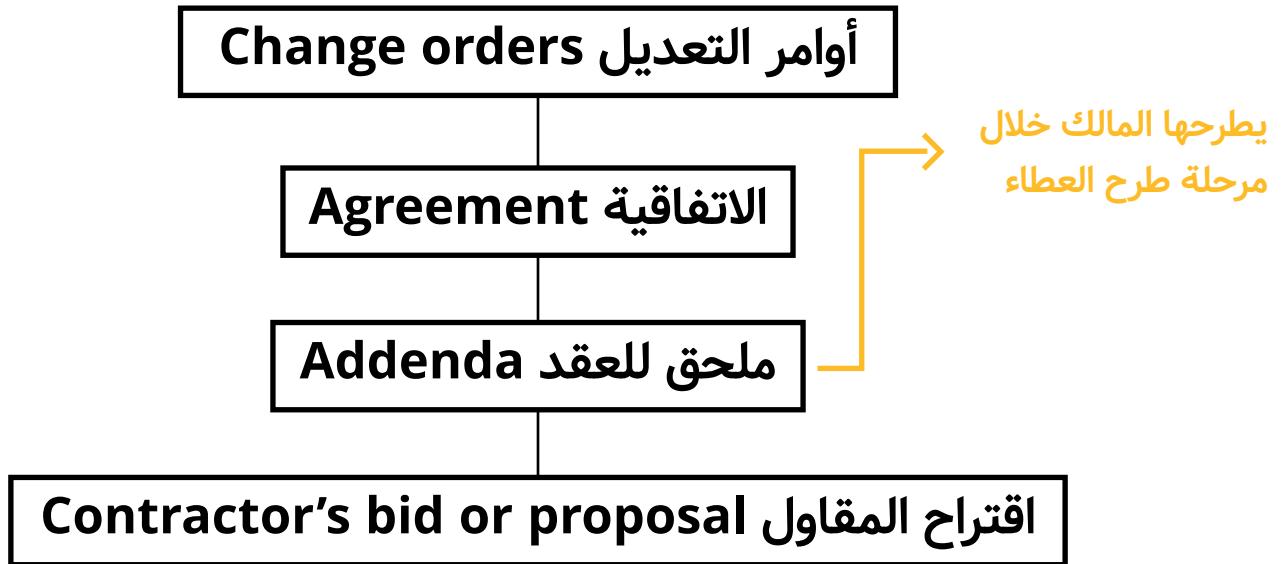 أوامر التعديل Change orders
يطرحها المالك خلال
مرحلة طرح العطاء
الاتفاقية Agreement
ملحق للعقد Addenda
اقتراح المقاول Contractor’s bid or proposal